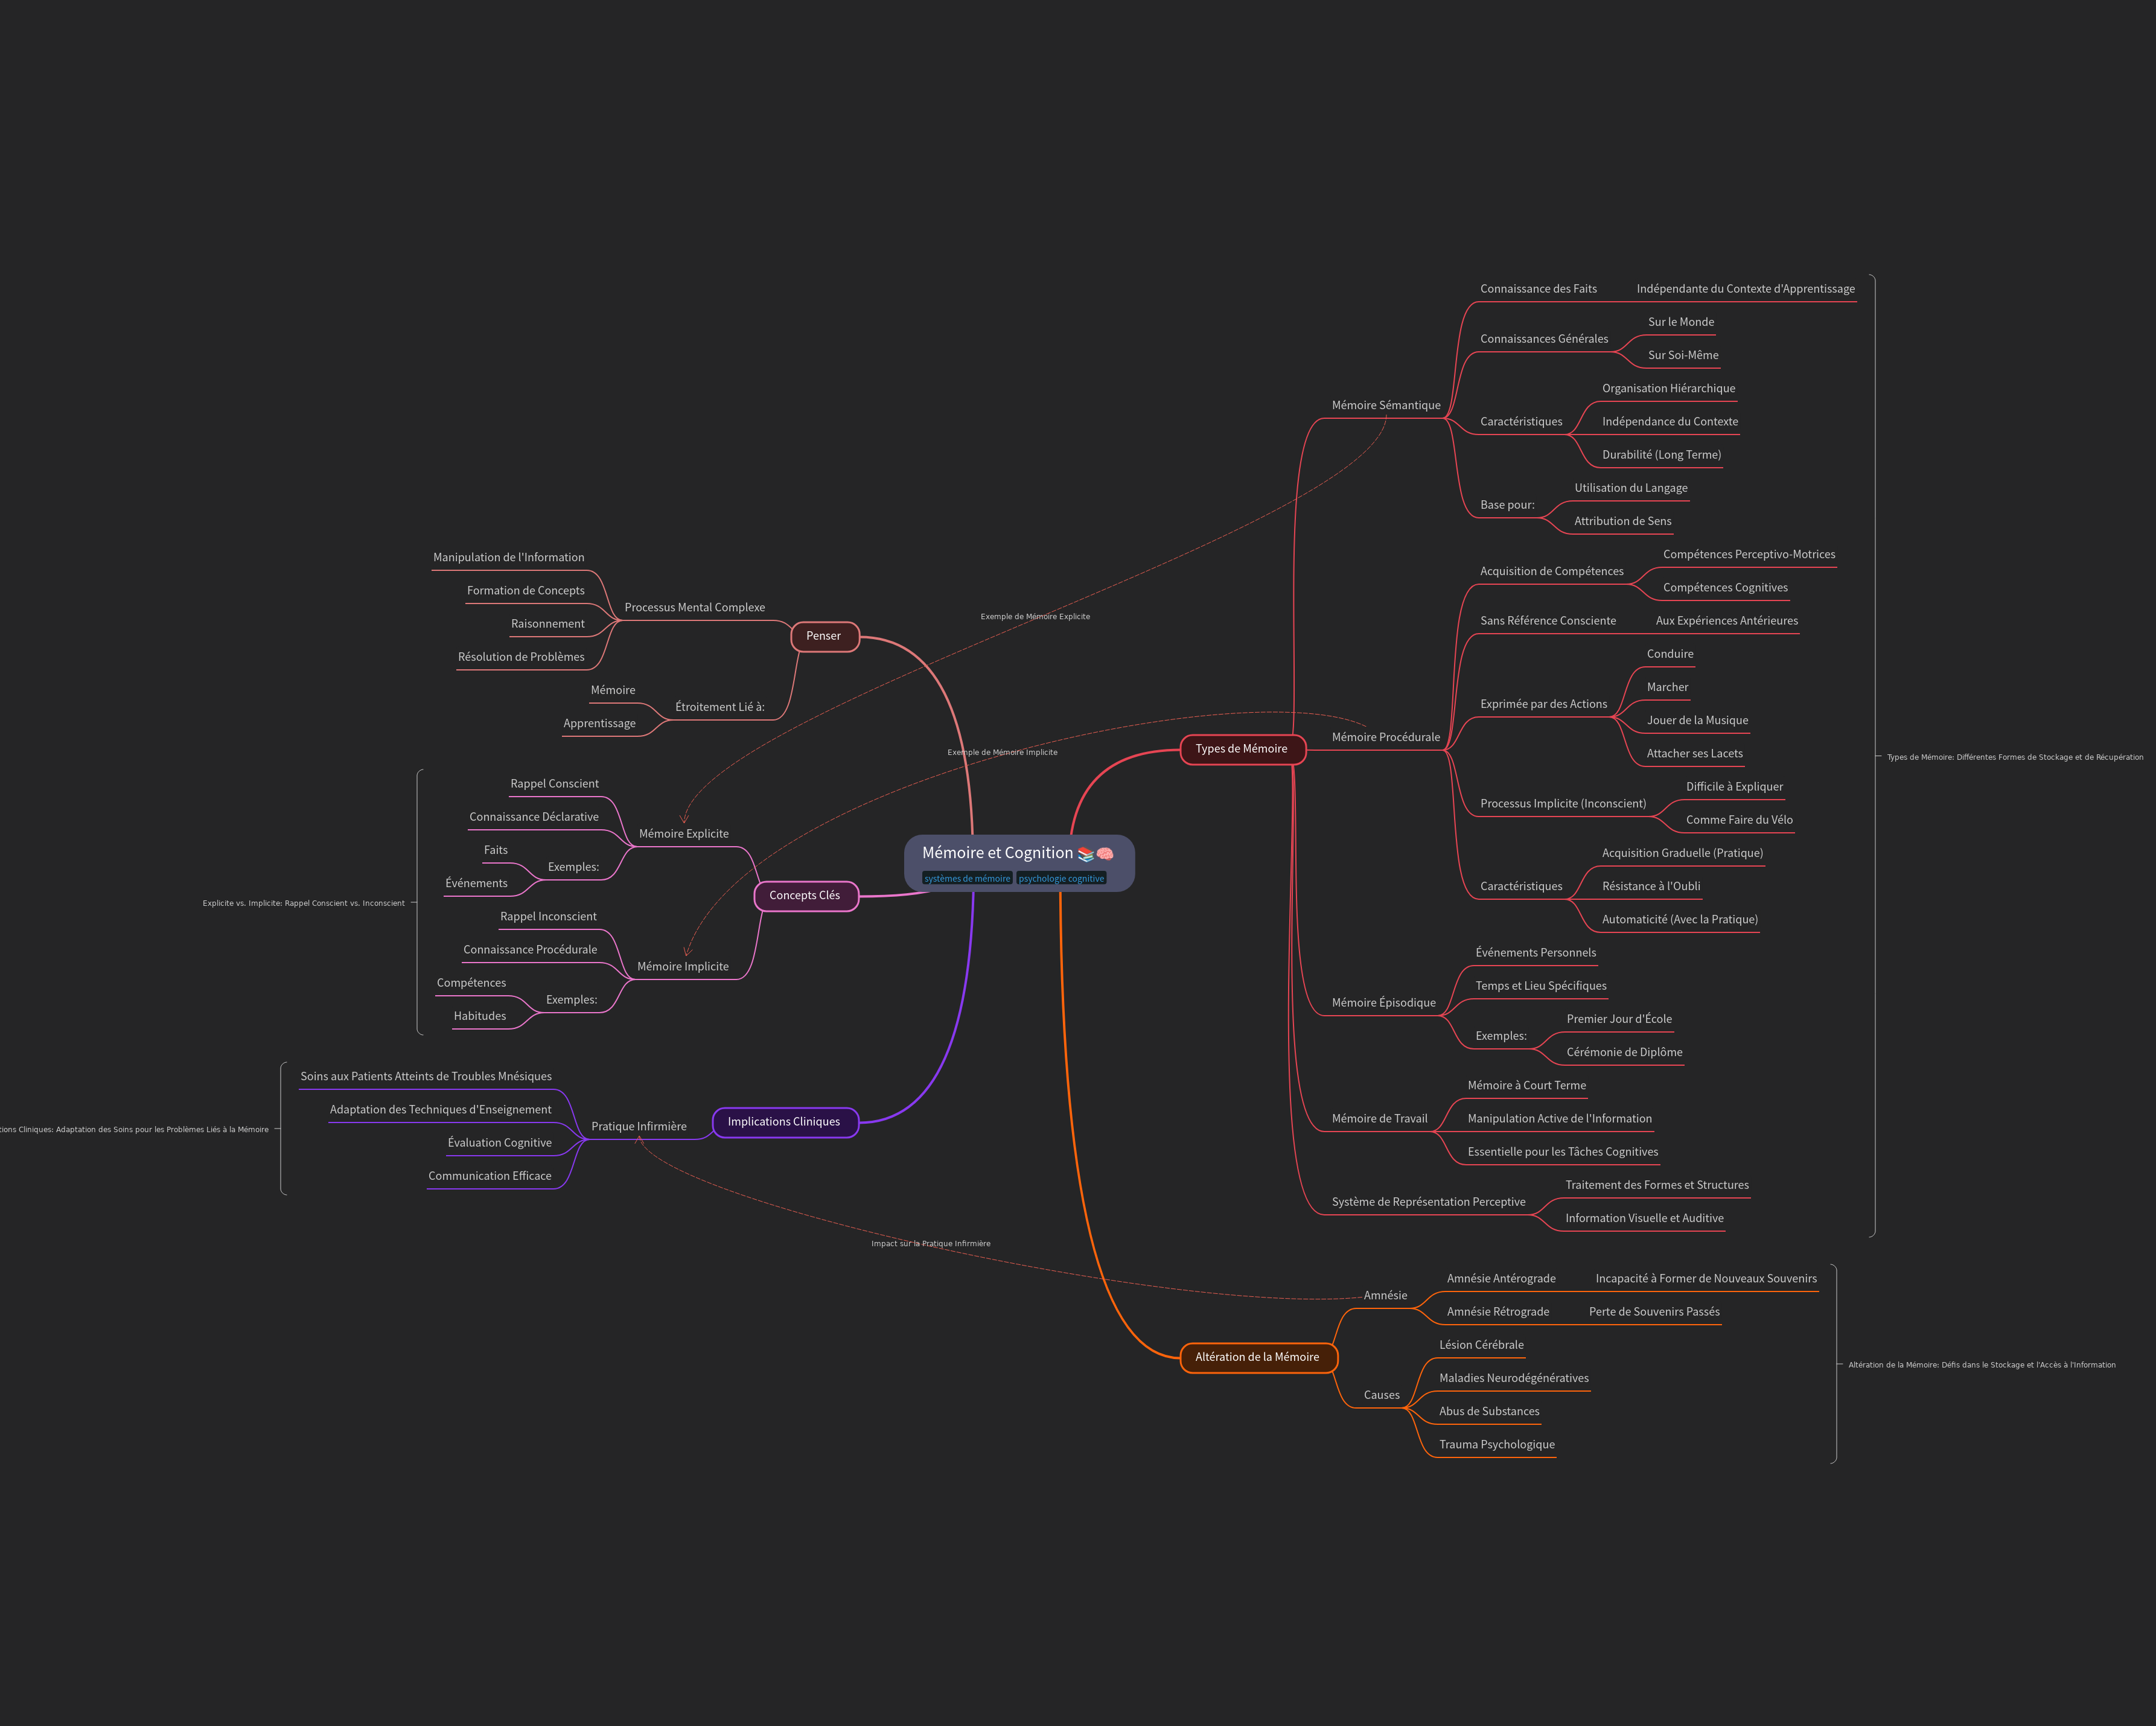 Mémoire et Cognition 📚🧠
systèmes de mémoire psychologie cognitive
Types de Mémoire
Mémoire Sémantique
Connaissance des Faits
Indépendante du Contexte d'Apprentissage
Connaissances Générales
Sur le Monde
Sur Soi-Même
Caractéristiques
Organisation Hiérarchique
Indépendance du Contexte
Durabilité (Long Terme)
Base pour:
Utilisation du Langage
Attribution de Sens
Mémoire Procédurale
Acquisition de Compétences
Compétences Perceptivo-Motrices
Compétences Cognitives
Sans Référence Consciente
Aux Expériences Antérieures
Exprimée par des Actions
Conduire
Marcher
Jouer de la Musique
Attacher ses Lacets
Processus Implicite (Inconscient)
Difficile à Expliquer
Comme Faire du Vélo
Caractéristiques
Acquisition Graduelle (Pratique)
Résistance à l'Oubli
Automaticité (Avec la Pratique)
Mémoire Épisodique
Événements Personnels
Temps et Lieu Spécifiques
Exemples:
Premier Jour d'École
Cérémonie de Diplôme
Mémoire de Travail
Mémoire à Court Terme
Manipulation Active de l'Information
Essentielle pour les Tâches Cognitives
Système de Représentation Perceptive
Traitement des Formes et Structures
Information Visuelle et Auditive
Types de Mémoire: Différentes Formes de Stockage et de Récupération
Altération de la Mémoire
Amnésie
Amnésie Antérograde
Incapacité à Former de Nouveaux Souvenirs
Amnésie Rétrograde
Perte de Souvenirs Passés
Causes
Lésion Cérébrale
Maladies Neurodégénératives
Abus de Substances
Trauma Psychologique
Altération de la Mémoire: Défis dans le Stockage et l'Accès à l'Information
Penser
Processus Mental Complexe
Manipulation de l'Information
Formation de Concepts
Raisonnement
Résolution de Problèmes
Étroitement Lié à:
Mémoire
Apprentissage
Concepts Clés
Mémoire Explicite
Rappel Conscient
Connaissance Déclarative
Exemples:
Faits
Événements
Mémoire Implicite
Rappel Inconscient
Connaissance Procédurale
Exemples:
Compétences
Habitudes
Explicite vs. Implicite: Rappel Conscient vs. Inconscient
Implications Cliniques
Pratique Infirmière
Soins aux Patients Atteints de Troubles Mnésiques
Adaptation des Techniques d'Enseignement
Évaluation Cognitive
Communication Efficace
Cliniques: Adaptation des Soins pour les Problèmes Liés à la Mémoire
Exemple de Mémoire Explicite
Exemple de Mémoire Implicite
Impact sur la Pratique Infirmière